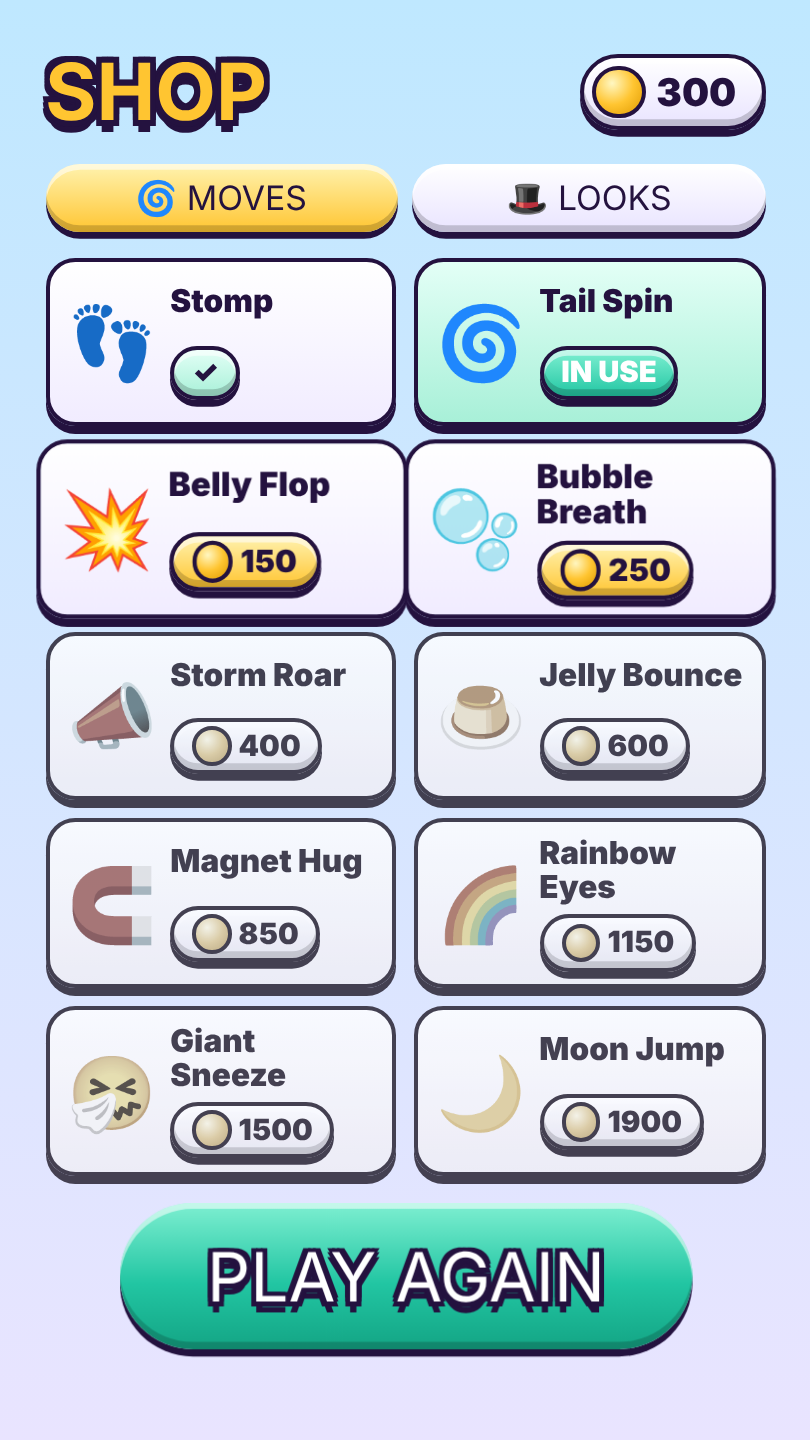 SHOP
300
MOVES
LOOKS
Stomp
Tail Spin
IN USE
Belly Flop
150
Bubble
Breath
250
Storm Roar
400
Jelly Bounce
600
Magnet Hug
850
Rainbow
Eyes
1150
Giant
Sneeze
1500
Moon Jump
1900
PLAY AGAIN